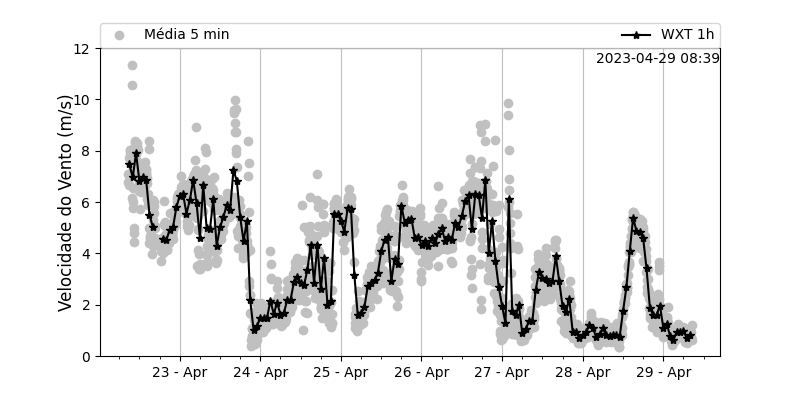 Média 5 min
WXT 1h
2023-04-29 08:39
Velocidade do Vento (m/s)
12
10
8
6
4
2
0
23 - Apr
24 - Apr
25 - Apr
26 - Apr
27 - Apr
28 - Apr
29 - Apr